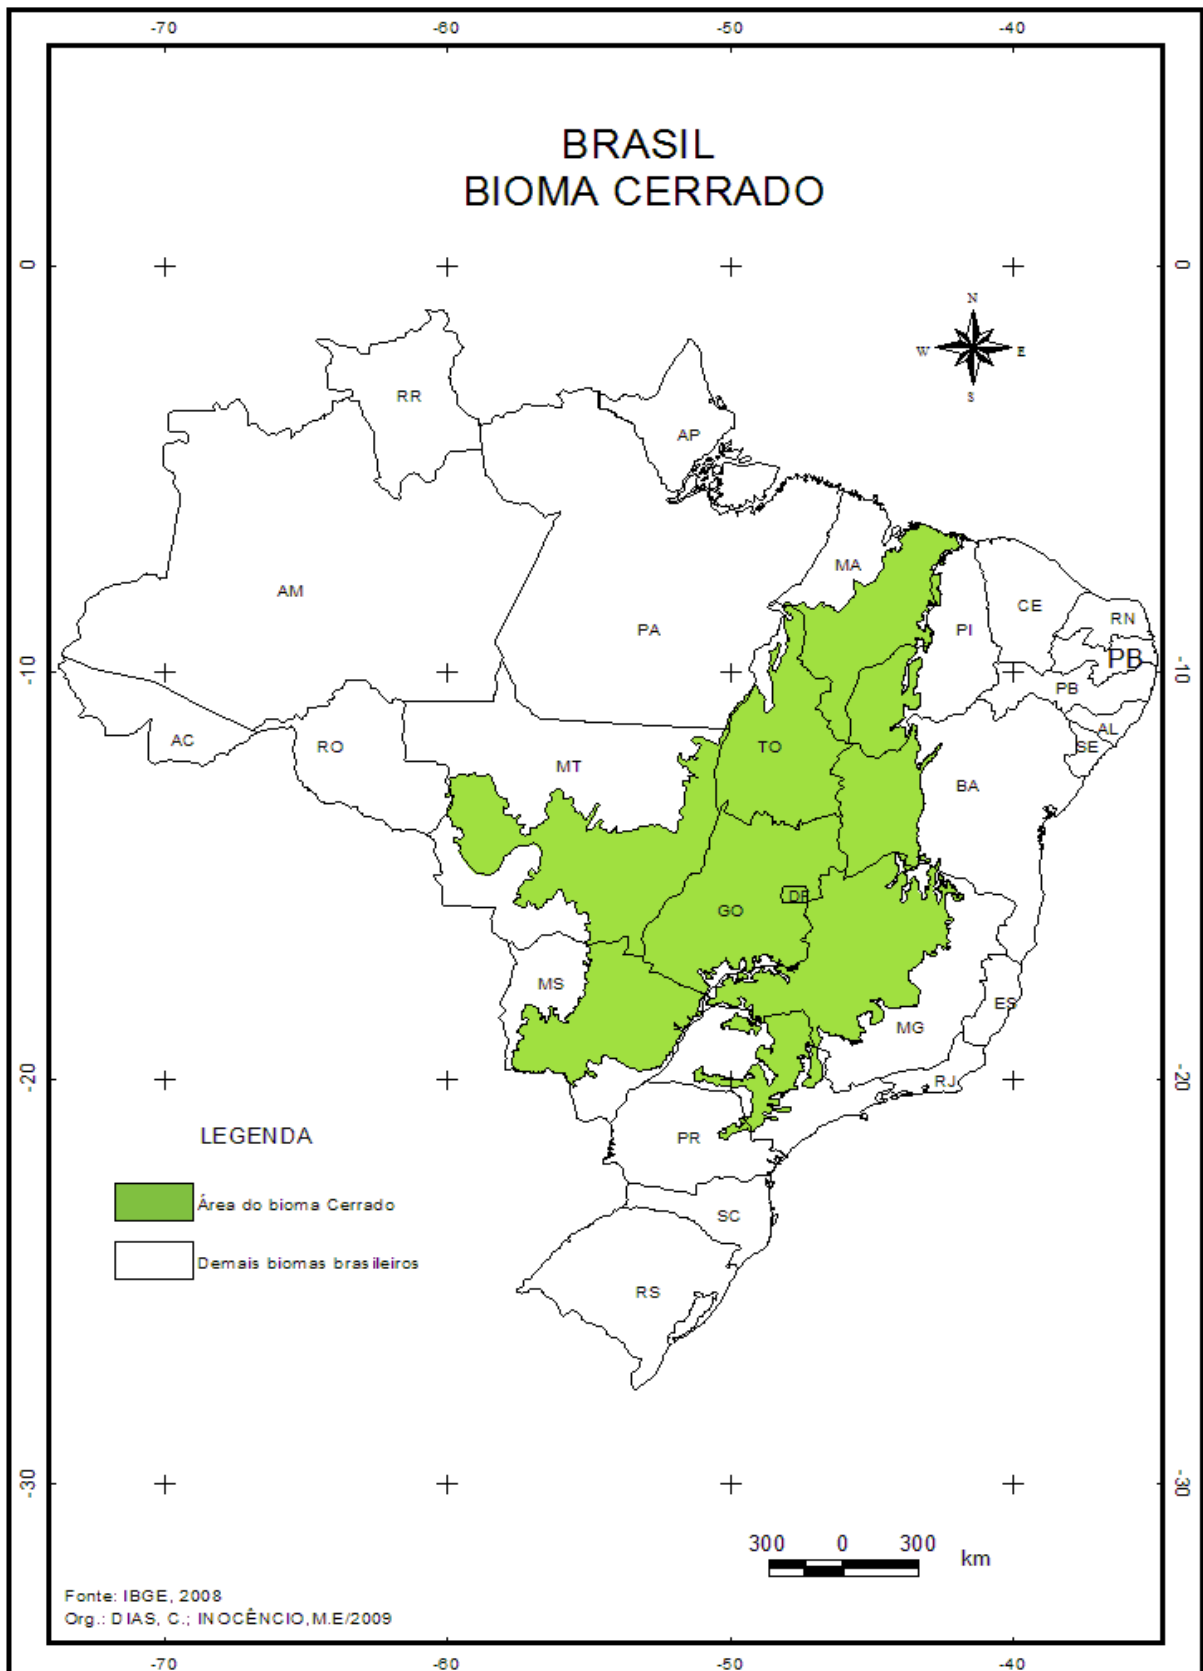 -70
-60
-50
-40
BRASIL
BIOMA CERRADO
0
0
N
W
E
S
RR
AP
MA
CE
RN
AM
PA
PI
PB
-10
-10
PB
AL
SE
AC
RO
MT
TO
BA
DF
GO
MS
ES
MG
-20
-20
RJ
LEGENDA
PR
Área do bioma Cerrado
SC
Demais biomas brasileiros
RS
-30
-30
300 0 300
km
Fonte: IBGE, 2008
Org.: DIAS, C.; INOCÊNCIO,M.E/2009
-70
-60
-50
-40